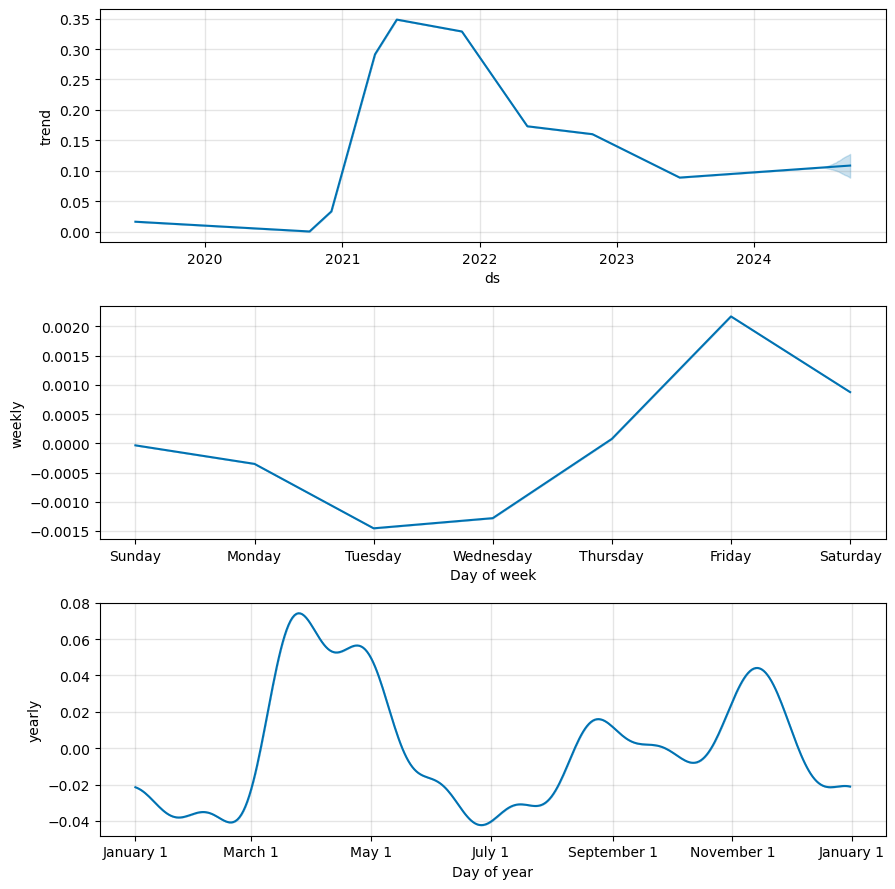 0.35
0.30
0.25
0.20
0.15
0.10
0.05
0.00
trend
2020 2021 2022 2023 2024
ds
0.0020
0.0015
0.0010
0.0005
0.0000
−0.0005
−0.0010
−0.0015
weekly
Sunday Monday Tuesday Wednesday Thursday Friday Saturday
Day of week
0.08
0.06
0.04
0.02
0.00
−0.02
−0.04
yearly
January 1 March 1 May 1 July 1 September 1 November 1 January 1
Day of year